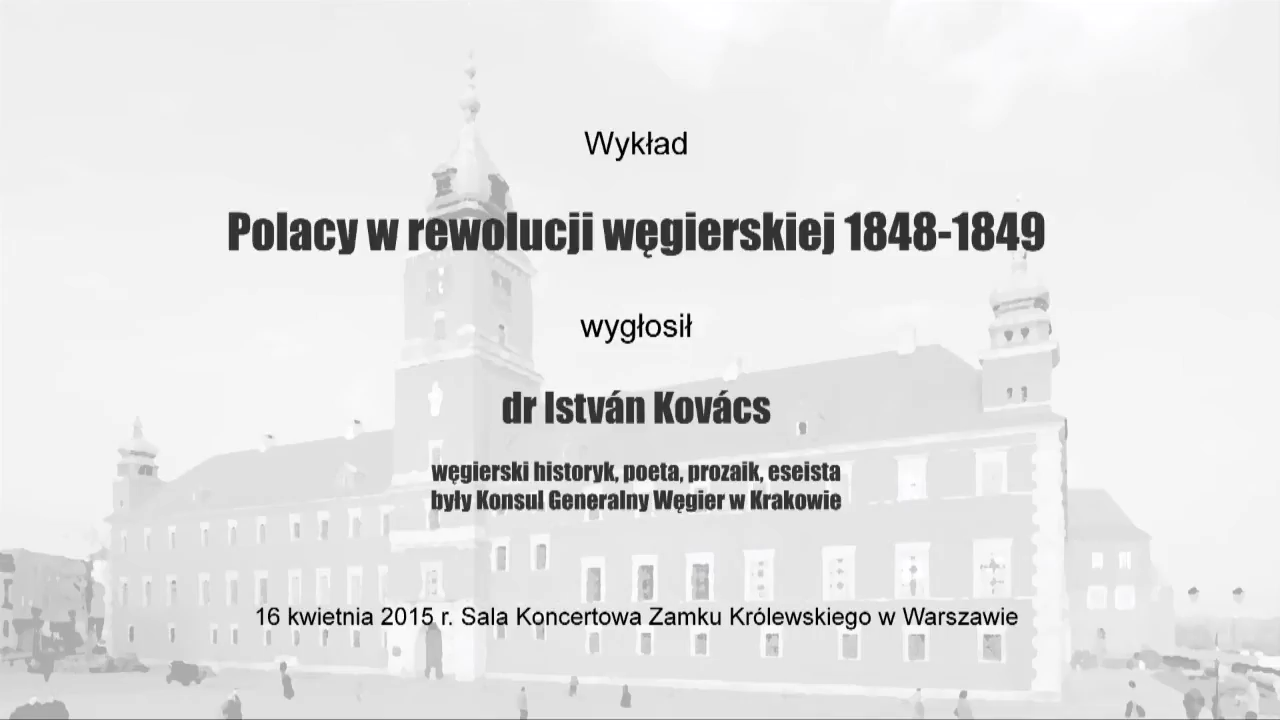 Wykład
Polacy w rewolucji węgierskiej 1848-1849
wygłosił
dr István Kovács
węgierski historyk, poeta, prozaik, eseista
były Konsul Generalny Węgier w Krakowie
16 kwietnia 2015 r. Sala Koncertowa Zamku Królewskiego w Warszawie